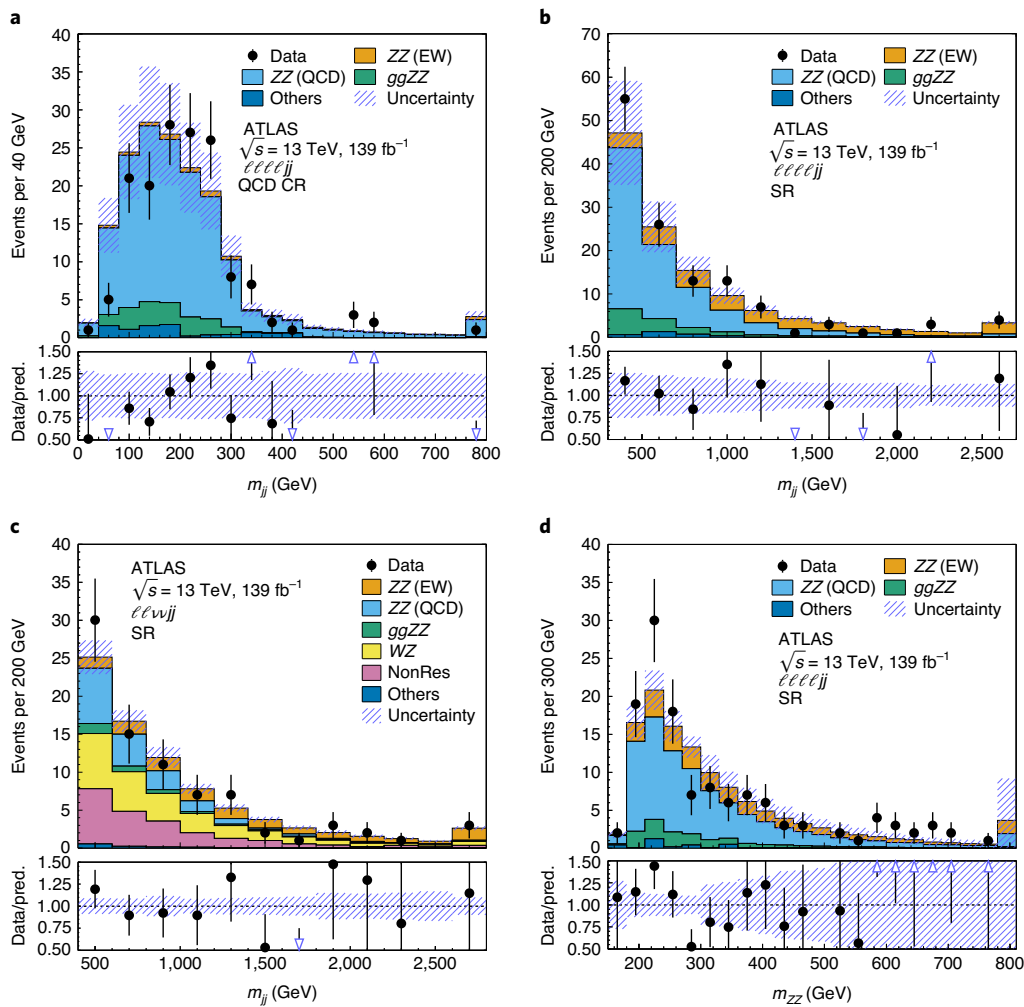 a
Events per 40 GeV
40
35
30
25
20
15
10
5
0
Data
ZZ (EW)
ZZ (QCD)
ggZZ
Others
Uncertainty
ATLAS
√s = 13 TeV, 139 fb⁻¹
ℓℓℓℓjj
QCD CR
Data/pred.
1.50
1.25
1.00
0.75
0.50
0 100 200 300 400 500 600 700 800
m_jj (GeV)
b
Events per 200 GeV
70
60
50
40
30
20
10
0
Data
ZZ (EW)
ZZ (QCD)
ggZZ
Others
Uncertainty
ATLAS
√s = 13 TeV, 139 fb⁻¹
ℓℓℓℓjj
SR
Data/pred.
1.50
1.25
1.00
0.75
0.50
500 1,000 1,500 2,000 2,500
m_jj (GeV)
c
Events per 200 GeV
40
35
30
25
20
15
10
5
0
ATLAS
√s = 13 TeV, 139 fb⁻¹
ℓℓννjj
SR
Data
ZZ (EW)
ZZ (QCD)
ggZZ
WZ
NonRes
Others
Uncertainty
Data/pred.
1.50
1.25
1.00
0.75
0.50
500 1,000 1,500 2,000 2,500
m_jj (GeV)
d
Events per 300 GeV
40
35
30
25
20
15
10
5
0
Data
ZZ (EW)
ZZ (QCD)
ggZZ
Others
Uncertainty
ATLAS
√s = 13 TeV, 139 fb⁻¹
ℓℓℓℓjj
SR
Data/pred.
1.50
1.25
1.00
0.75
0.50
200 300 400 500 600 700 800
m_ZZ (GeV)